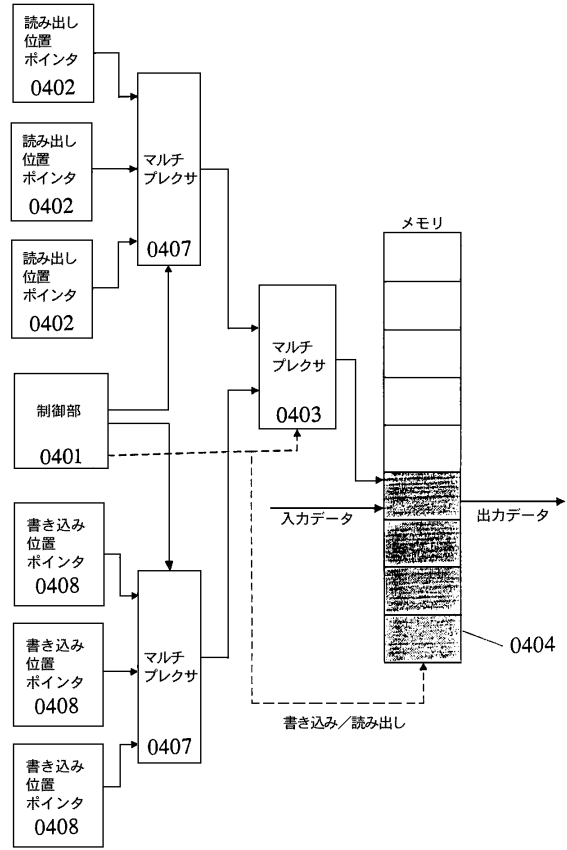 読み出し
位置
ポインタ
0402
読み出し
位置
ポインタ
0402
読み出し
位置
ポインタ
0402
マルチ
プレクサ
0407
制御部
0401
マルチ
プレクサ
0403
メモリ
入力データ
出力データ
0404
書き込み
位置
ポインタ
0408
書き込み
位置
ポインタ
0408
書き込み
位置
ポインタ
0408
マルチ
プレクサ
0407
書き込み/読み出し